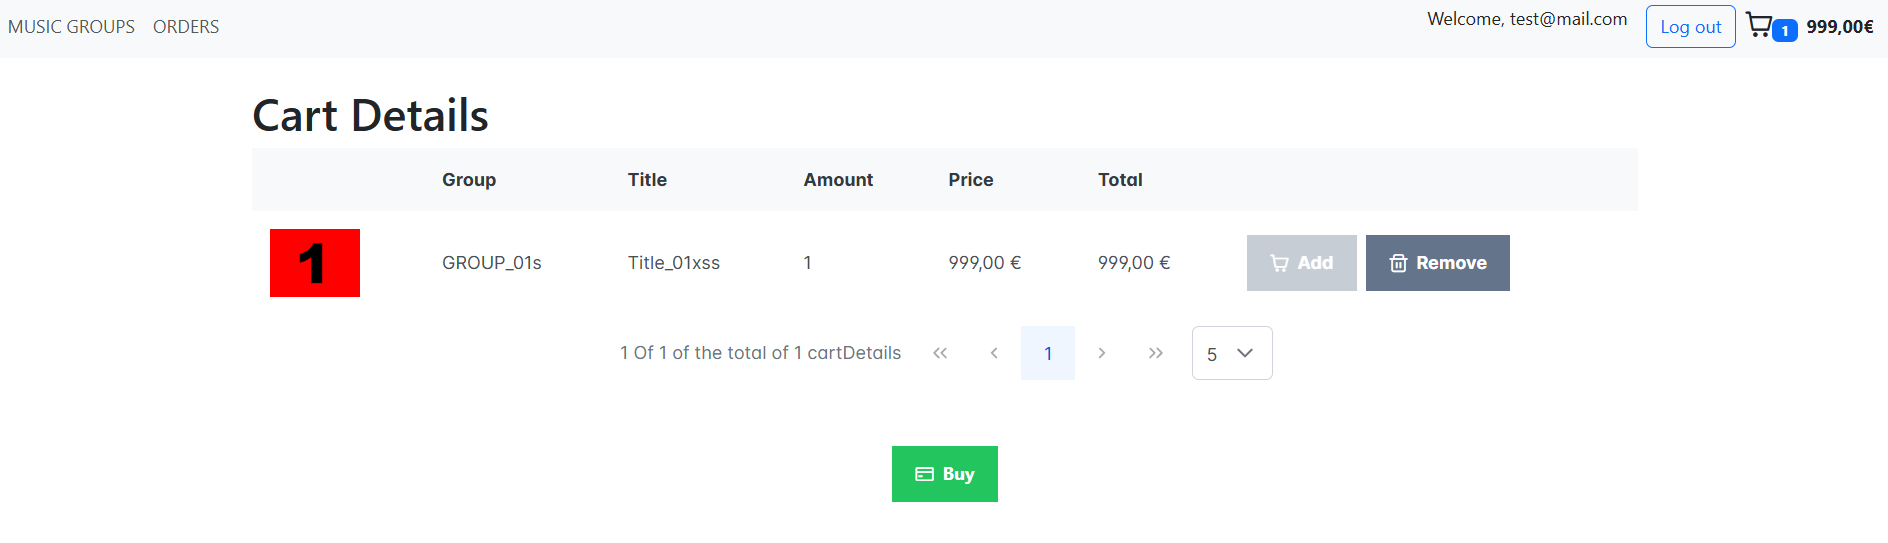 MUSIC GROUPS ORDERS Welcome, test@mail.com Log out 1 999,00€
Cart Details
Group Title Amount Price Total
1 GROUP_01s Title_01xss 1 999,00 € 999,00 € Add Remove
1 Of 1 of the total of 1 cartDetails « ‹ 1 › » 5
Buy